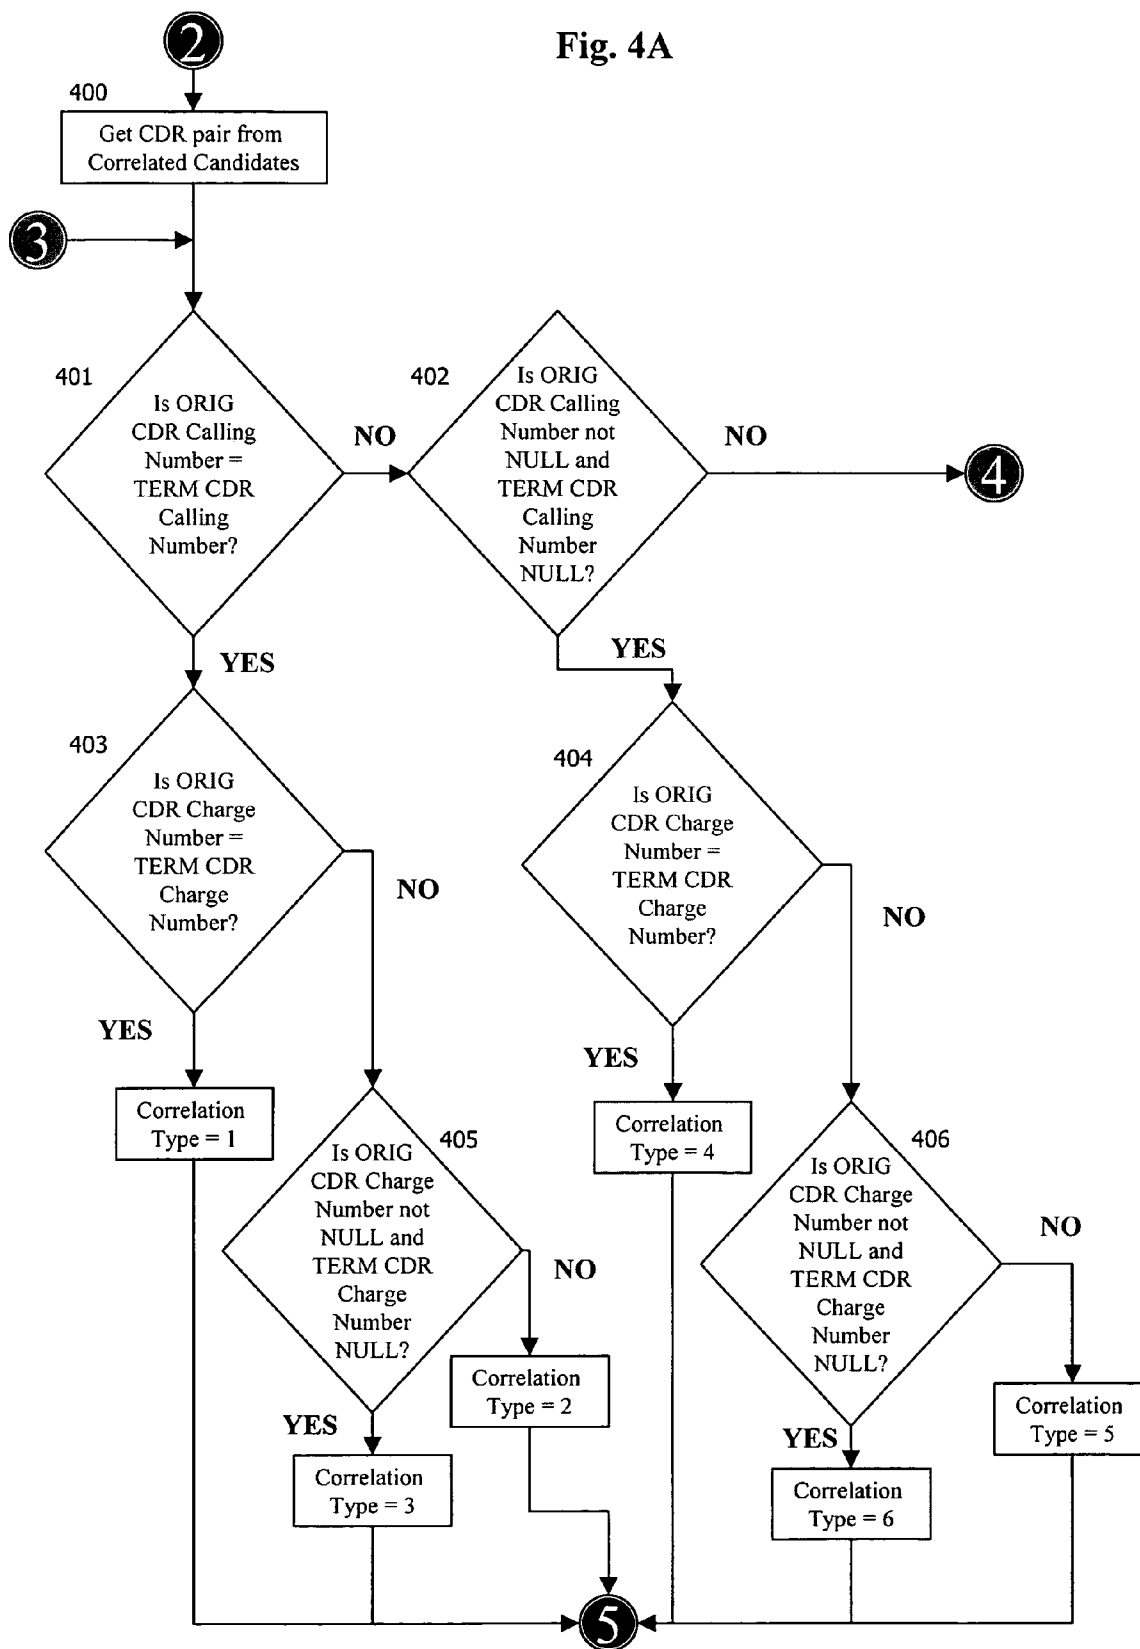 2
Fig. 4A
400
Get CDR pair from
Correlated Candidates
3
401
Is ORIG
CDR Calling
Number =
TERM CDR
Calling
Number?
NO
402
Is ORIG
CDR Calling
Number not
NULL and
TERM CDR
Calling
Number
NULL?
NO
4
YES
YES
403
Is ORIG
CDR Charge
Number =
TERM CDR
Charge
Number?
NO
404
Is ORIG
CDR Charge
Number =
TERM CDR
Charge
Number?
NO
YES
Correlation
Type = 1
YES
Correlation
Type = 4
405
Is ORIG
CDR Charge
Number not
NULL and
TERM CDR
Charge
Number
NULL?
NO
406
Is ORIG
CDR Charge
Number not
NULL and
TERM CDR
Charge
Number
NULL?
NO
Correlation
Type = 2
Correlation
Type = 5
YES
Correlation
Type = 3
YES
Correlation
Type = 6
5